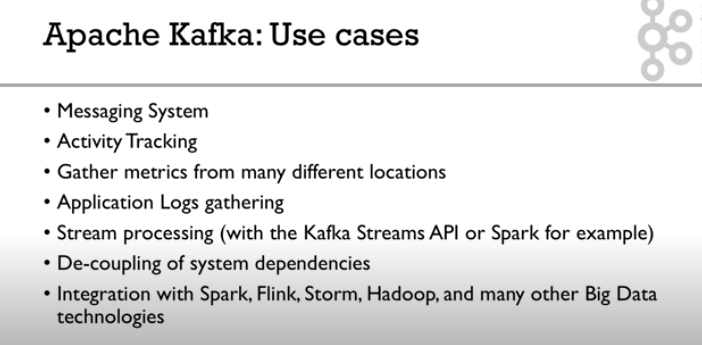 Apache Kafka: Use cases
• Messaging System
• Activity Tracking
• Gather metrics from many different locations
• Application Logs gathering
• Stream processing (with the Kafka Streams API or Spark for example)
• De-coupling of system dependencies
• Integration with Spark, Flink, Storm, Hadoop, and many other Big Data
technologies